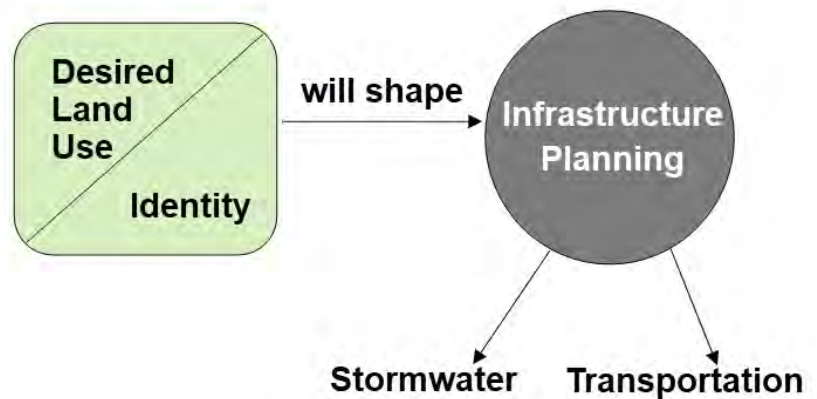 Desired
Land
Use
Identity
will shape
Infrastructure
Planning
Stormwater
Transportation